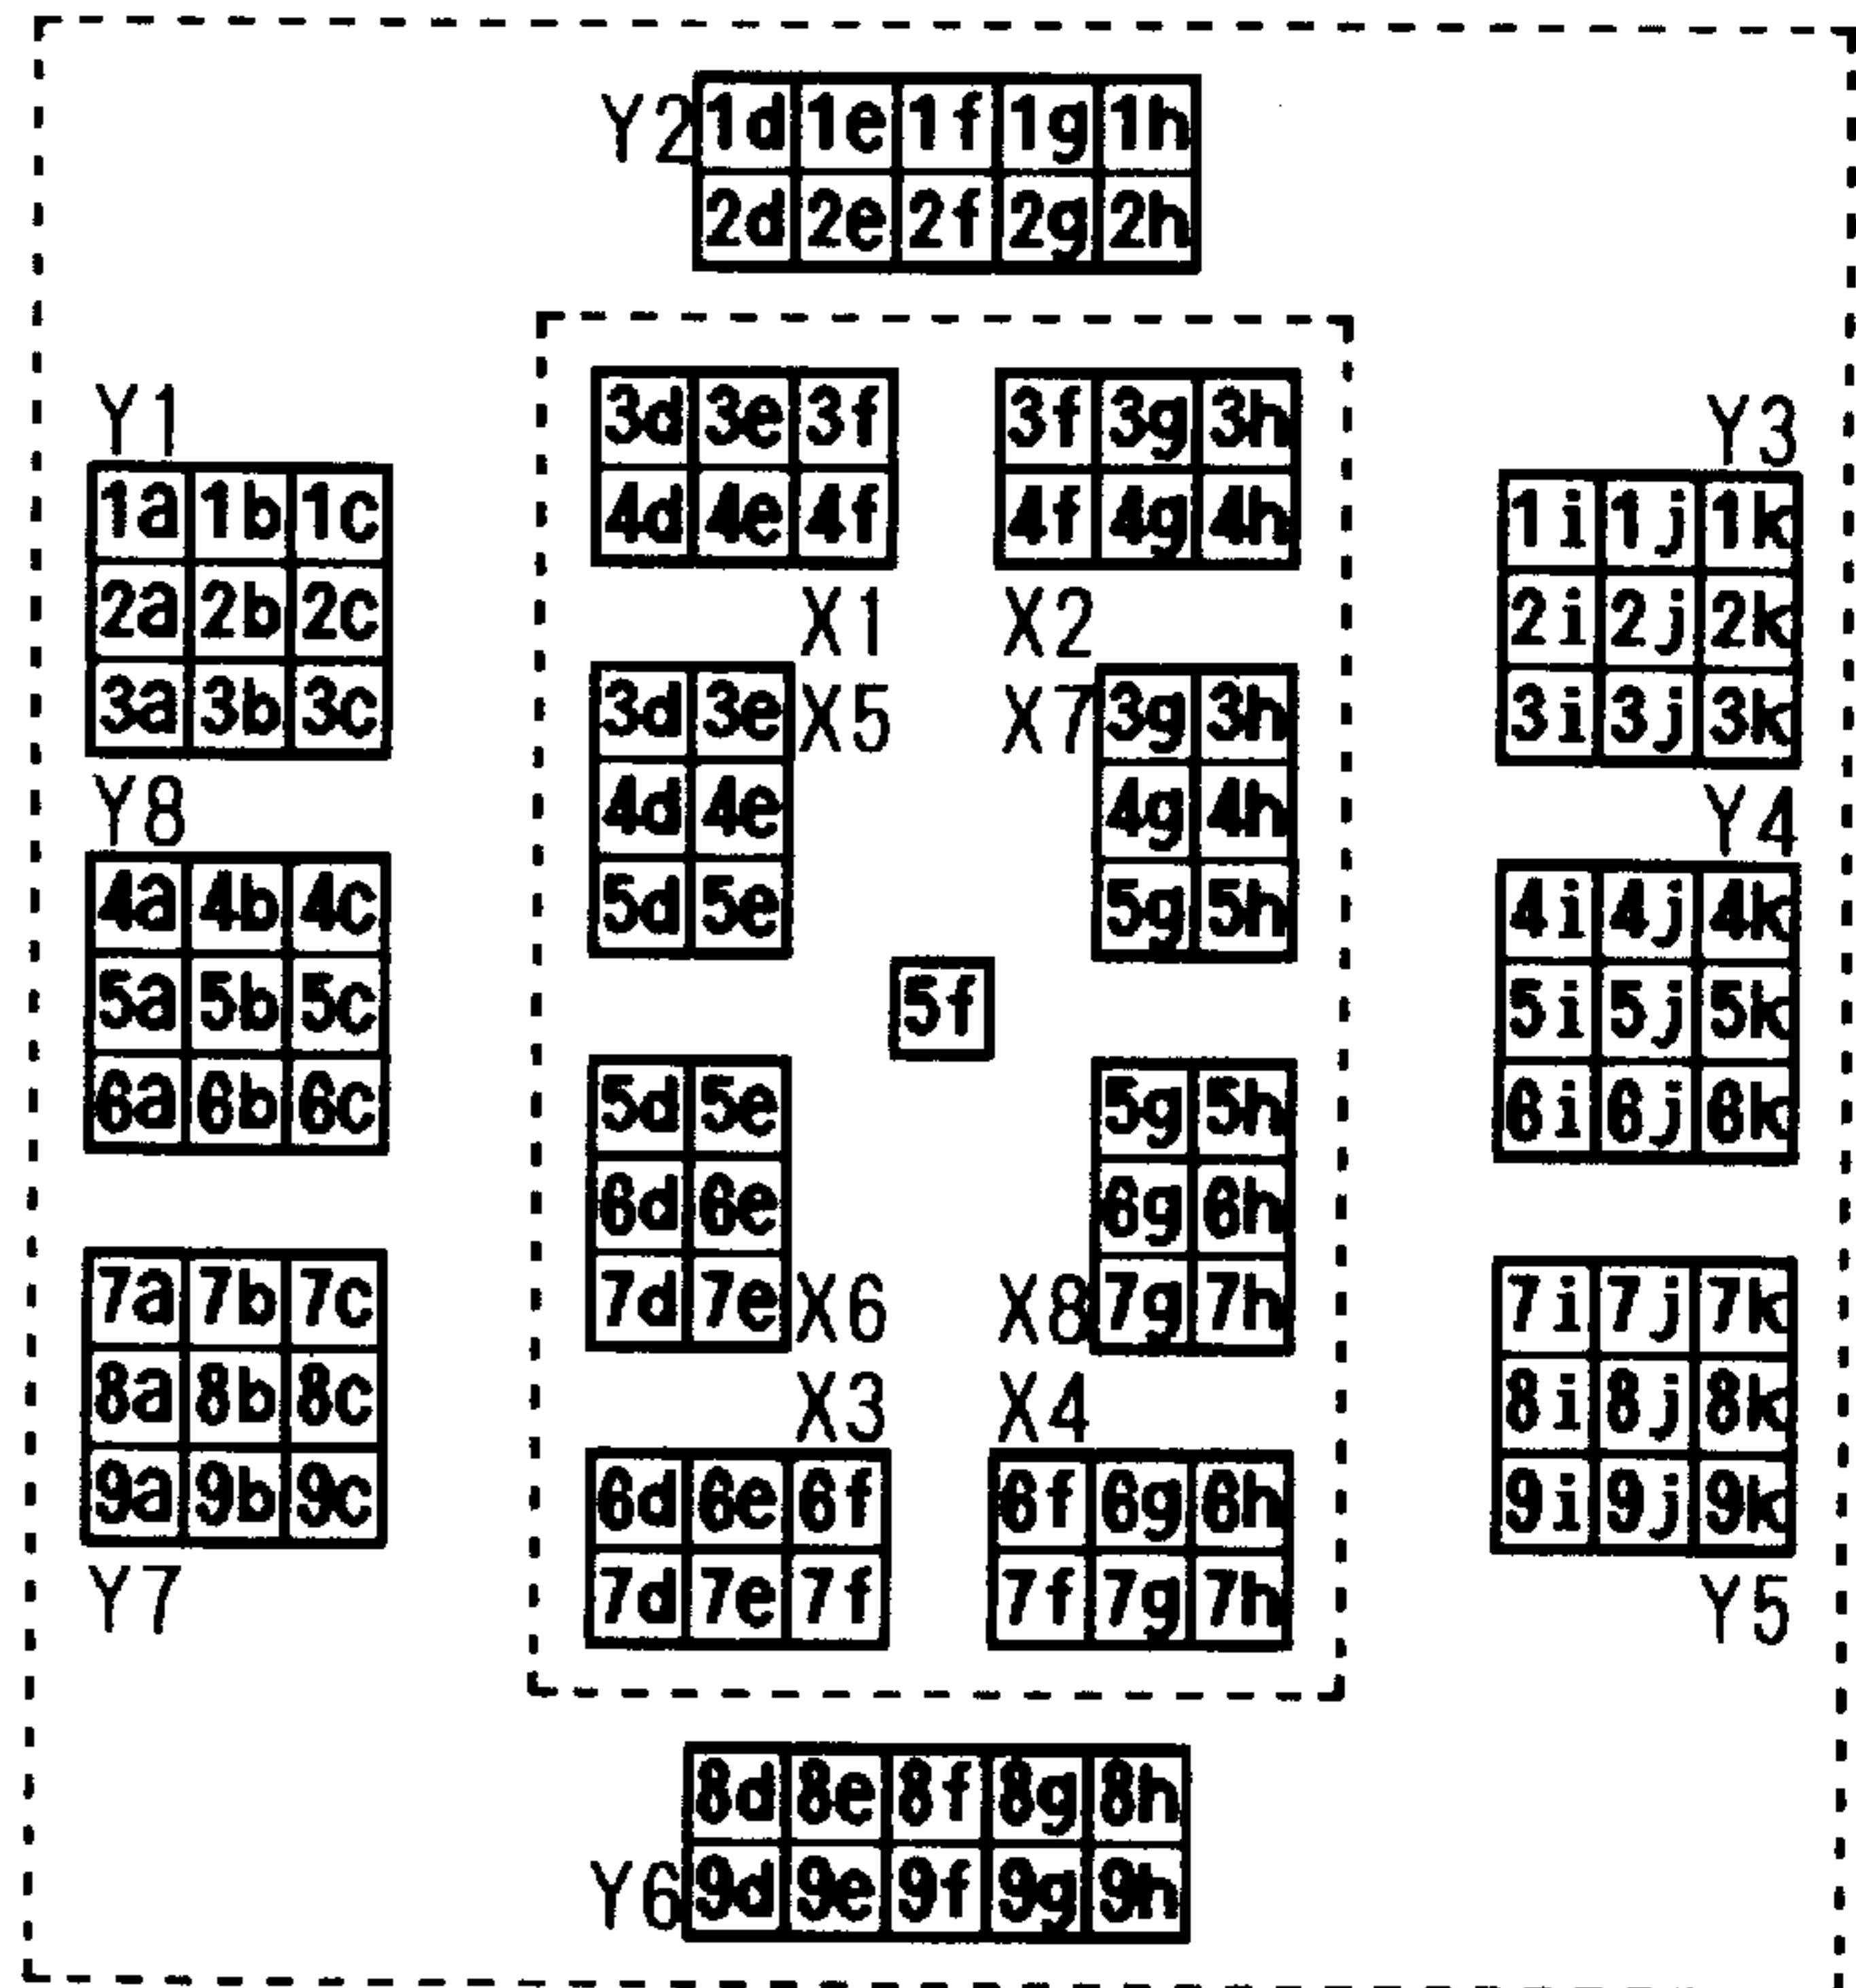 Y2
1d 1e 1f 1g 1h
2d 2e 2f 2g 2h
Y1
1a 1b 1c
2a 2b 2c
3a 3b 3c
Y8
4a 4b 4c
5a 5b 5c
6a 6b 6c
7a 7b 7c
8a 8b 8c
9a 9b 9c
Y7
3d 3e 3f
4d 4e 4f
X1
3f 3g 3h
4f 4g 4h
X2
3d 3e
4d 4e
5d 5e
X5
X7
3g 3h
4g 4h
5g 5h
5f
5d 5e
6d 6e
7d 7e
X6
X8
5g 5h
6g 6h
7g 7h
X3
6d 6e 6f
7d 7e 7f
X4
6f 6g 6h
7f 7g 7h
Y3
1i 1j 1k
2i 2j 2k
3i 3j 3k
Y4
4i 4j 4k
5i 5j 5k
6i 6j 6k
7i 7j 7k
8i 8j 8k
9i 9j 9k
Y5
8d 8e 8f 8g 8h
Y6
9d 9e 9f 9g 9h